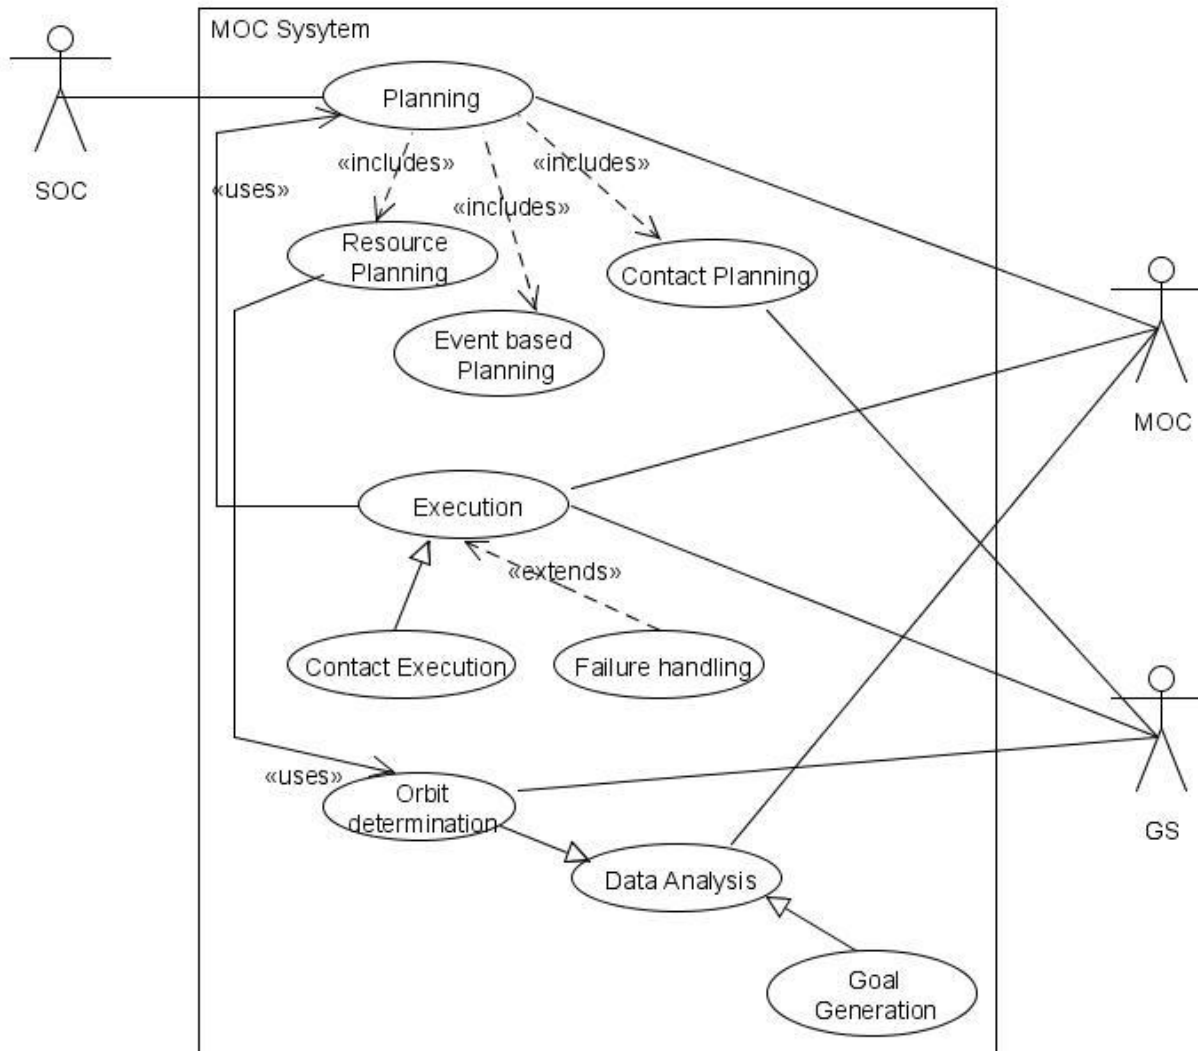 MOC Sysytem
Planning
«includes»
«includes»
«uses»
SOC
«includes»
Resource
Planning
Contact Planning
Event based
Planning
MOC
Execution
«extends»
Contact Execution
Failure handling
«uses»
Orbit
determination
GS
Data Analysis
Goal
Generation